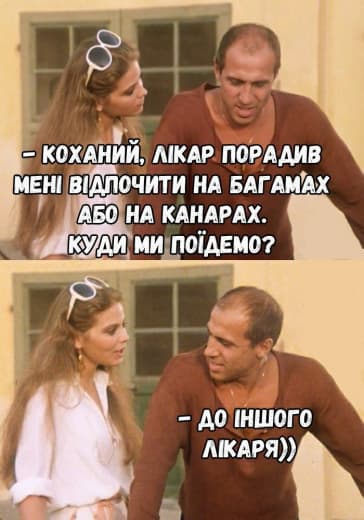 - КОХАНИЙ, ЛІКАР ПОРАДИВ
МЕНІ ВІДПОЧИТИ НА БАГАМАХ
АБО НА КАНАРАХ.
КУДИ МИ ПОЇДЕМО?
- ДО ІНШОГО
ЛІКАРЯ))